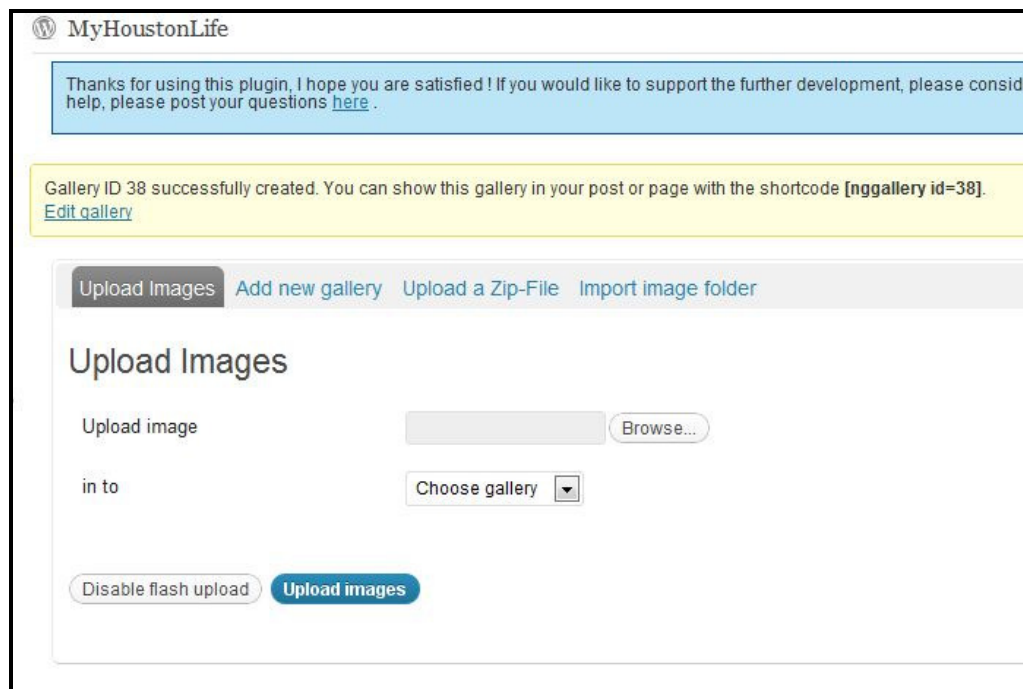 MyHoustonLife
Thanks for using this plugin, I hope you are satisfied ! If you would like to support the further development, please consid
help, please post your questions here .
Gallery ID 38 successfully created. You can show this gallery in your post or page with the shortcode [nggallery id=38].
Edit gallery
Upload Images Add new gallery Upload a Zip-File Import image folder
Upload Images
Upload image Browse...
in to Choose gallery
Disable flash upload Upload images